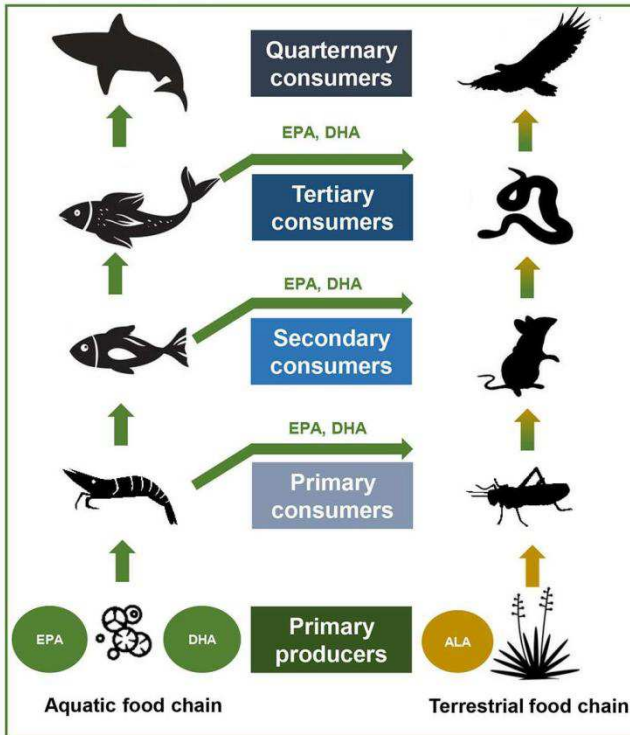 Quarternary
consumers
EPA, DHA
Tertiary
consumers
EPA, DHA
Secondary
consumers
EPA, DHA
Primary
consumers
EPA
DHA
Primary
producers
ALA
Aquatic food chain
Terrestrial food chain